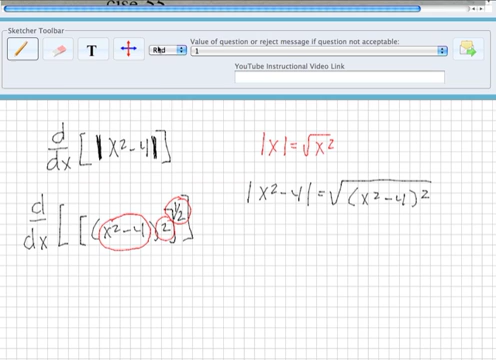 Sketcher Toolbar
T
Red
Value of question or reject message if question not acceptable:
1
YouTube Instructional Video Link
d/dx [|x²-4|]
|x|=√x²
|x²-4|=√(x²-4)²
d/dx [[(x²-4)²]^1/2]